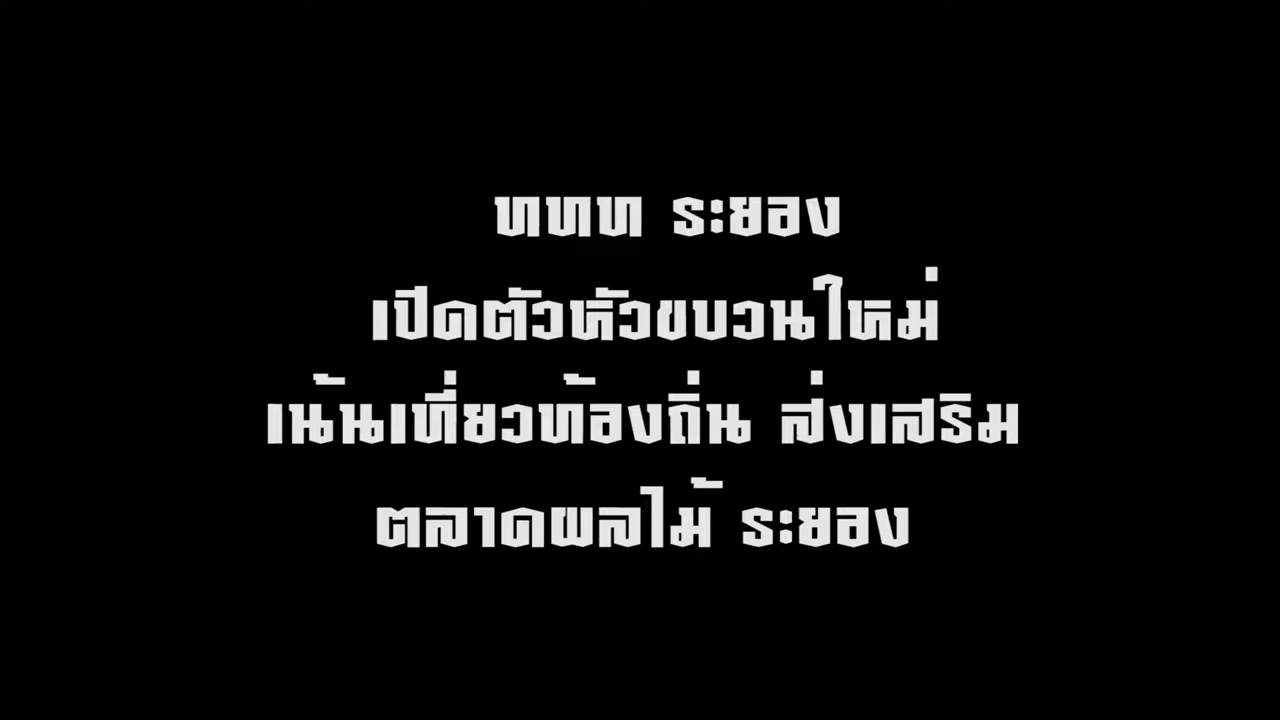 ททท ระยอง
เปิดตัวหัวขบวนใหม่
เน้นเที่ยวท้องถิ่น ส่งเสริม
ตลาดผลไม้ ระยอง